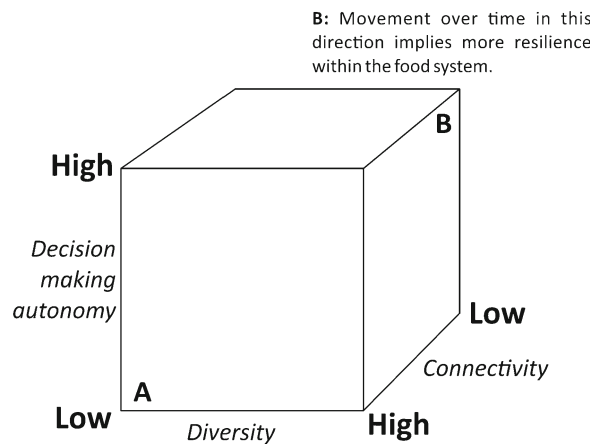 B: Movement over time in this
direction implies more resilience
within the food system.
B
High
Decision
making
autonomy
Low
Connectivity
A
Low
Diversity
High